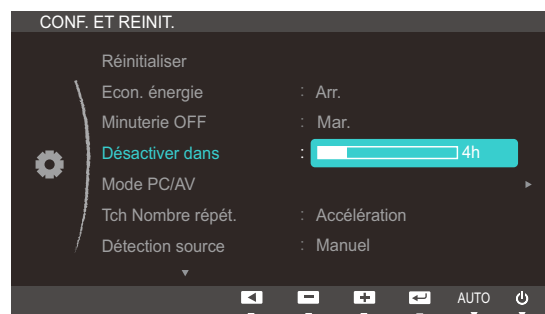 CONF. ET REINIT.
Réinitialiser
Econ. énergie : Arr.
Minuterie OFF : Mar.
Désactiver dans : 4h
Mode PC/AV
Tch Nombre répét. : Accélération
Détection source : Manuel
AUTO